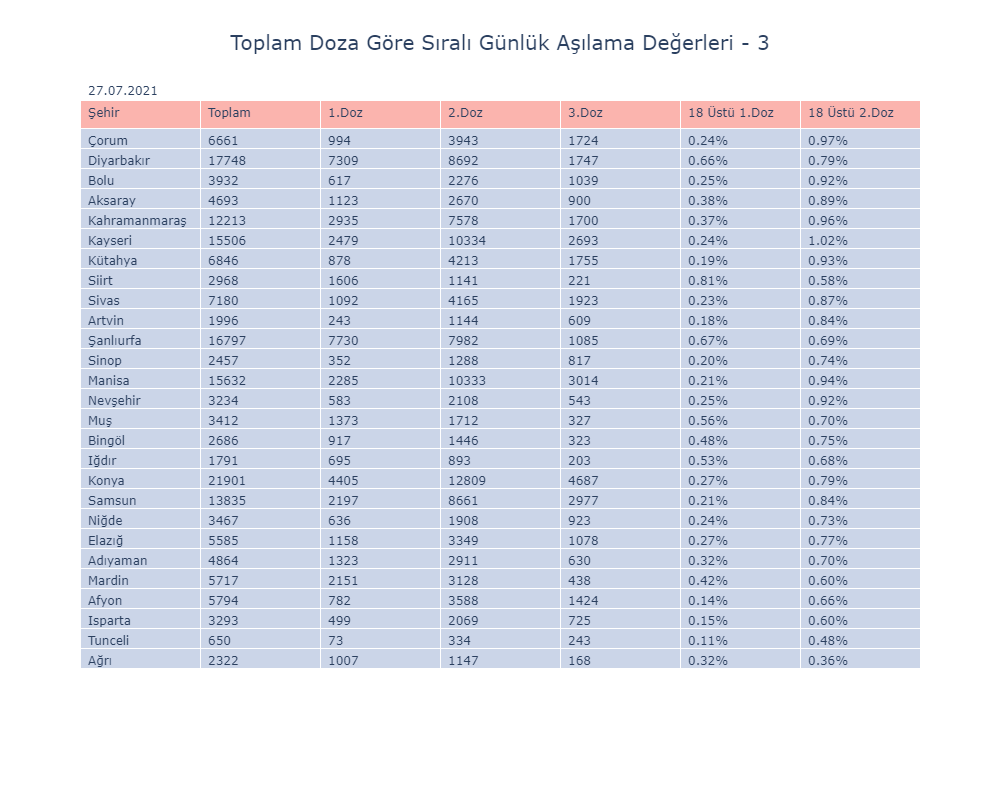 Toplam Doza Göre Sıralı Günlük Aşılama Değerleri - 3
27.07.2021
Şehir Toplam 1.Doz 2.Doz 3.Doz 18 Üstü 1.Doz 18 Üstü 2.Doz
Çorum 6661 994 3943 1724 0.24% 0.97%
Diyarbakır 17748 7309 8692 1747 0.66% 0.79%
Bolu 3932 617 2276 1039 0.25% 0.92%
Aksaray 4693 1123 2670 900 0.38% 0.89%
Kahramanmaraş 12213 2935 7578 1700 0.37% 0.96%
Kayseri 15506 2479 10334 2693 0.24% 1.02%
Kütahya 6846 878 4213 1755 0.19% 0.93%
Siirt 2968 1606 1141 221 0.81% 0.58%
Sivas 7180 1092 4165 1923 0.23% 0.87%
Artvin 1996 243 1144 609 0.18% 0.84%
Şanlıurfa 16797 7730 7982 1085 0.67% 0.69%
Sinop 2457 352 1288 817 0.20% 0.74%
Manisa 15632 2285 10333 3014 0.21% 0.94%
Nevşehir 3234 583 2108 543 0.25% 0.92%
Muş 3412 1373 1712 327 0.56% 0.70%
Bingöl 2686 917 1446 323 0.48% 0.75%
Iğdır 1791 695 893 203 0.53% 0.68%
Konya 21901 4405 12809 4687 0.27% 0.79%
Samsun 13835 2197 8661 2977 0.21% 0.84%
Niğde 3467 636 1908 923 0.24% 0.73%
Elazığ 5585 1158 3349 1078 0.27% 0.77%
Adıyaman 4864 1323 2911 630 0.32% 0.70%
Mardin 5717 2151 3128 438 0.42% 0.60%
Afyon 5794 782 3588 1424 0.14% 0.66%
Isparta 3293 499 2069 725 0.15% 0.60%
Tunceli 650 73 334 243 0.11% 0.48%
Ağrı 2322 1007 1147 168 0.32% 0.36%